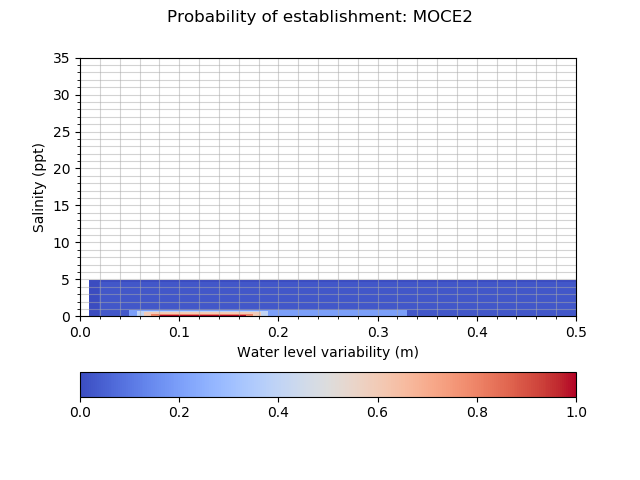 Probability of establishment: MOCE2
35
30
25
20
15
10
5
0
Salinity (ppt)
0.0 0.1 0.2 0.3 0.4 0.5
Water level variability (m)
0.0 0.2 0.4 0.6 0.8 1.0